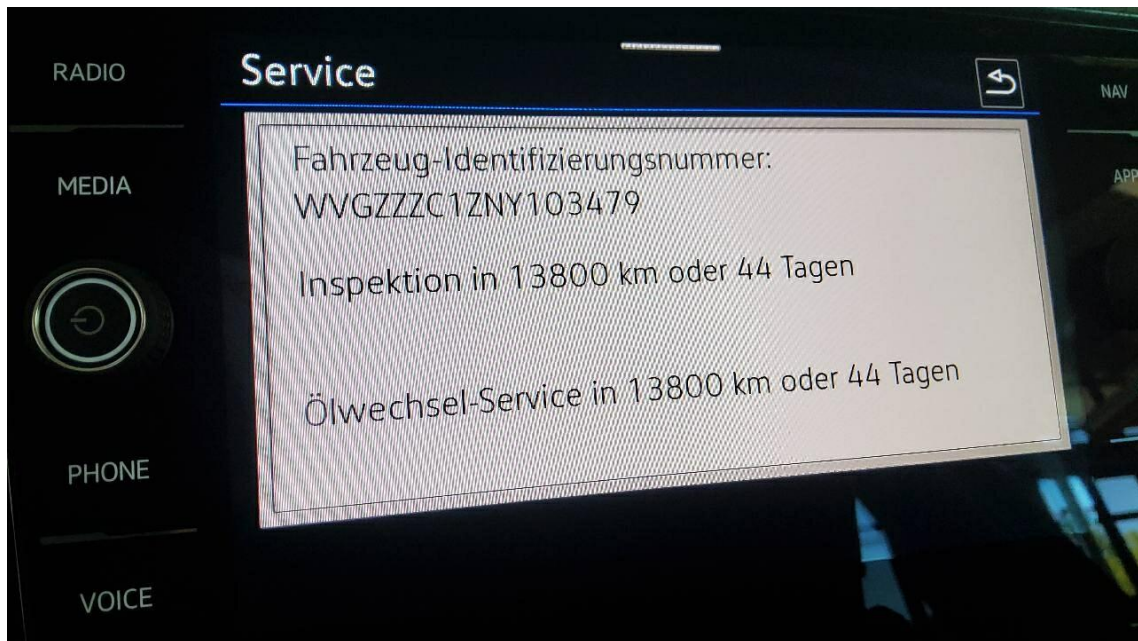 RADIO
Service
NAV
MEDIA
APP
Fahrzeug-Identifizierungsnummer:
WVGZZZC1ZNY103479
Inspektion in 13800 km oder 44 Tagen
Ölwechsel-Service in 13800 km oder 44 Tagen
PHONE
VOICE